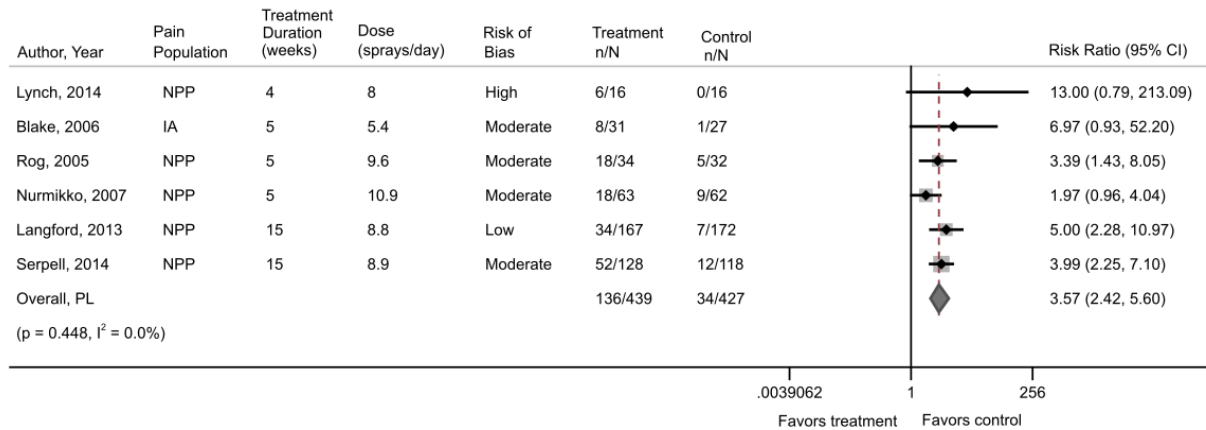 Author, Year Pain Population Treatment Duration (weeks) Dose (sprays/day) Risk of Bias Treatment n/N Control n/N Risk Ratio (95% CI)
Lynch, 2014 NPP 4 8 High 6/16 0/16 13.00 (0.79, 213.09)
Blake, 2006 IA 5 5.4 Moderate 8/31 1/27 6.97 (0.93, 52.20)
Rog, 2005 NPP 5 9.6 Moderate 18/34 5/32 3.39 (1.43, 8.05)
Nurmikko, 2007 NPP 5 10.9 Moderate 18/63 9/62 1.97 (0.96, 4.04)
Langford, 2013 NPP 15 8.8 Low 34/167 7/172 5.00 (2.28, 10.97)
Serpell, 2014 NPP 15 8.9 Moderate 52/128 12/118 3.99 (2.25, 7.10)
Overall, PL 136/439 34/427 3.57 (2.42, 5.60)
(p = 0.448, I² = 0.0%)
.0039062 1 256
Favors treatment Favors control